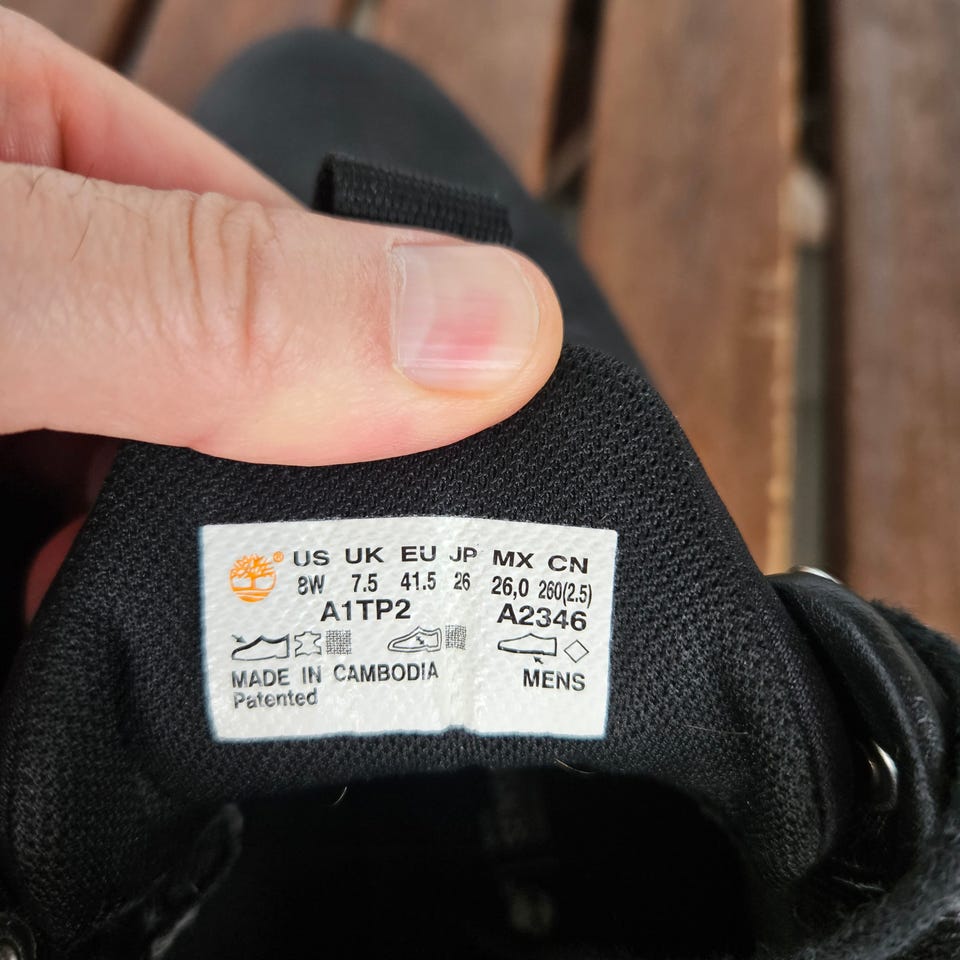 US UK EU JP MX CN
8W 7.5 41.5 26 26,0 260(2.5)
A1TP2 A2346
MADE IN CAMBODIA MENS
Patented